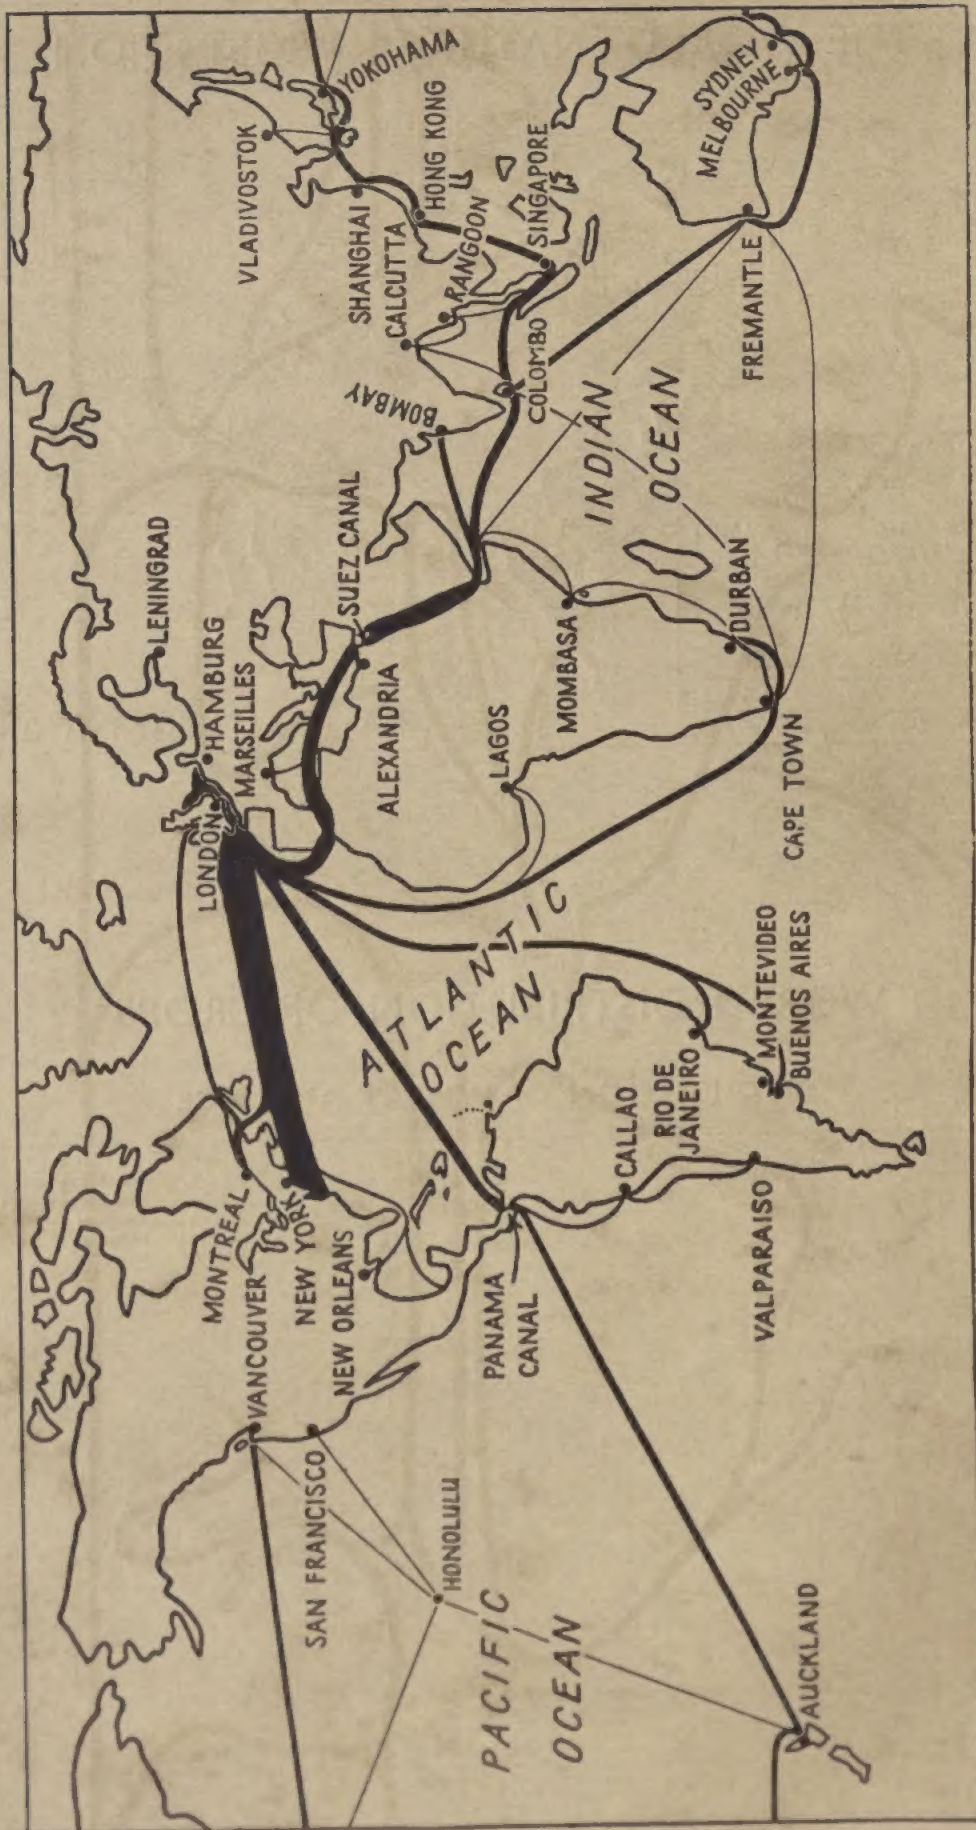 VANCOUVER
MONTREAL
NEW YORK
NEW ORLEANS
SAN FRANCISCO
HONOLULU
PACIFIC
OCEAN
AUCKLAND
PANAMA
CANAL
CALLAO
RIO DE
JANEIRO
VALPARAISO
MONTEVIDEO
BUENOS AIRES
ATLANTIC
OCEAN
LONDON
HAMBURG
LENINGRAD
MARSEILLES
SUEZ CANAL
ALEXANDRIA
LAGOS
MOMBASA
DURBAN
CAPE TOWN
BOMBAY
CALCUTTA
RANGOON
COLOMBO
INDIAN
OCEAN
SINGAPORE
HONG KONG
SHANGHAI
VLADIVOSTOK
YOKOHAMA
FREMANTLE
MELBOURNE
SYDNEY